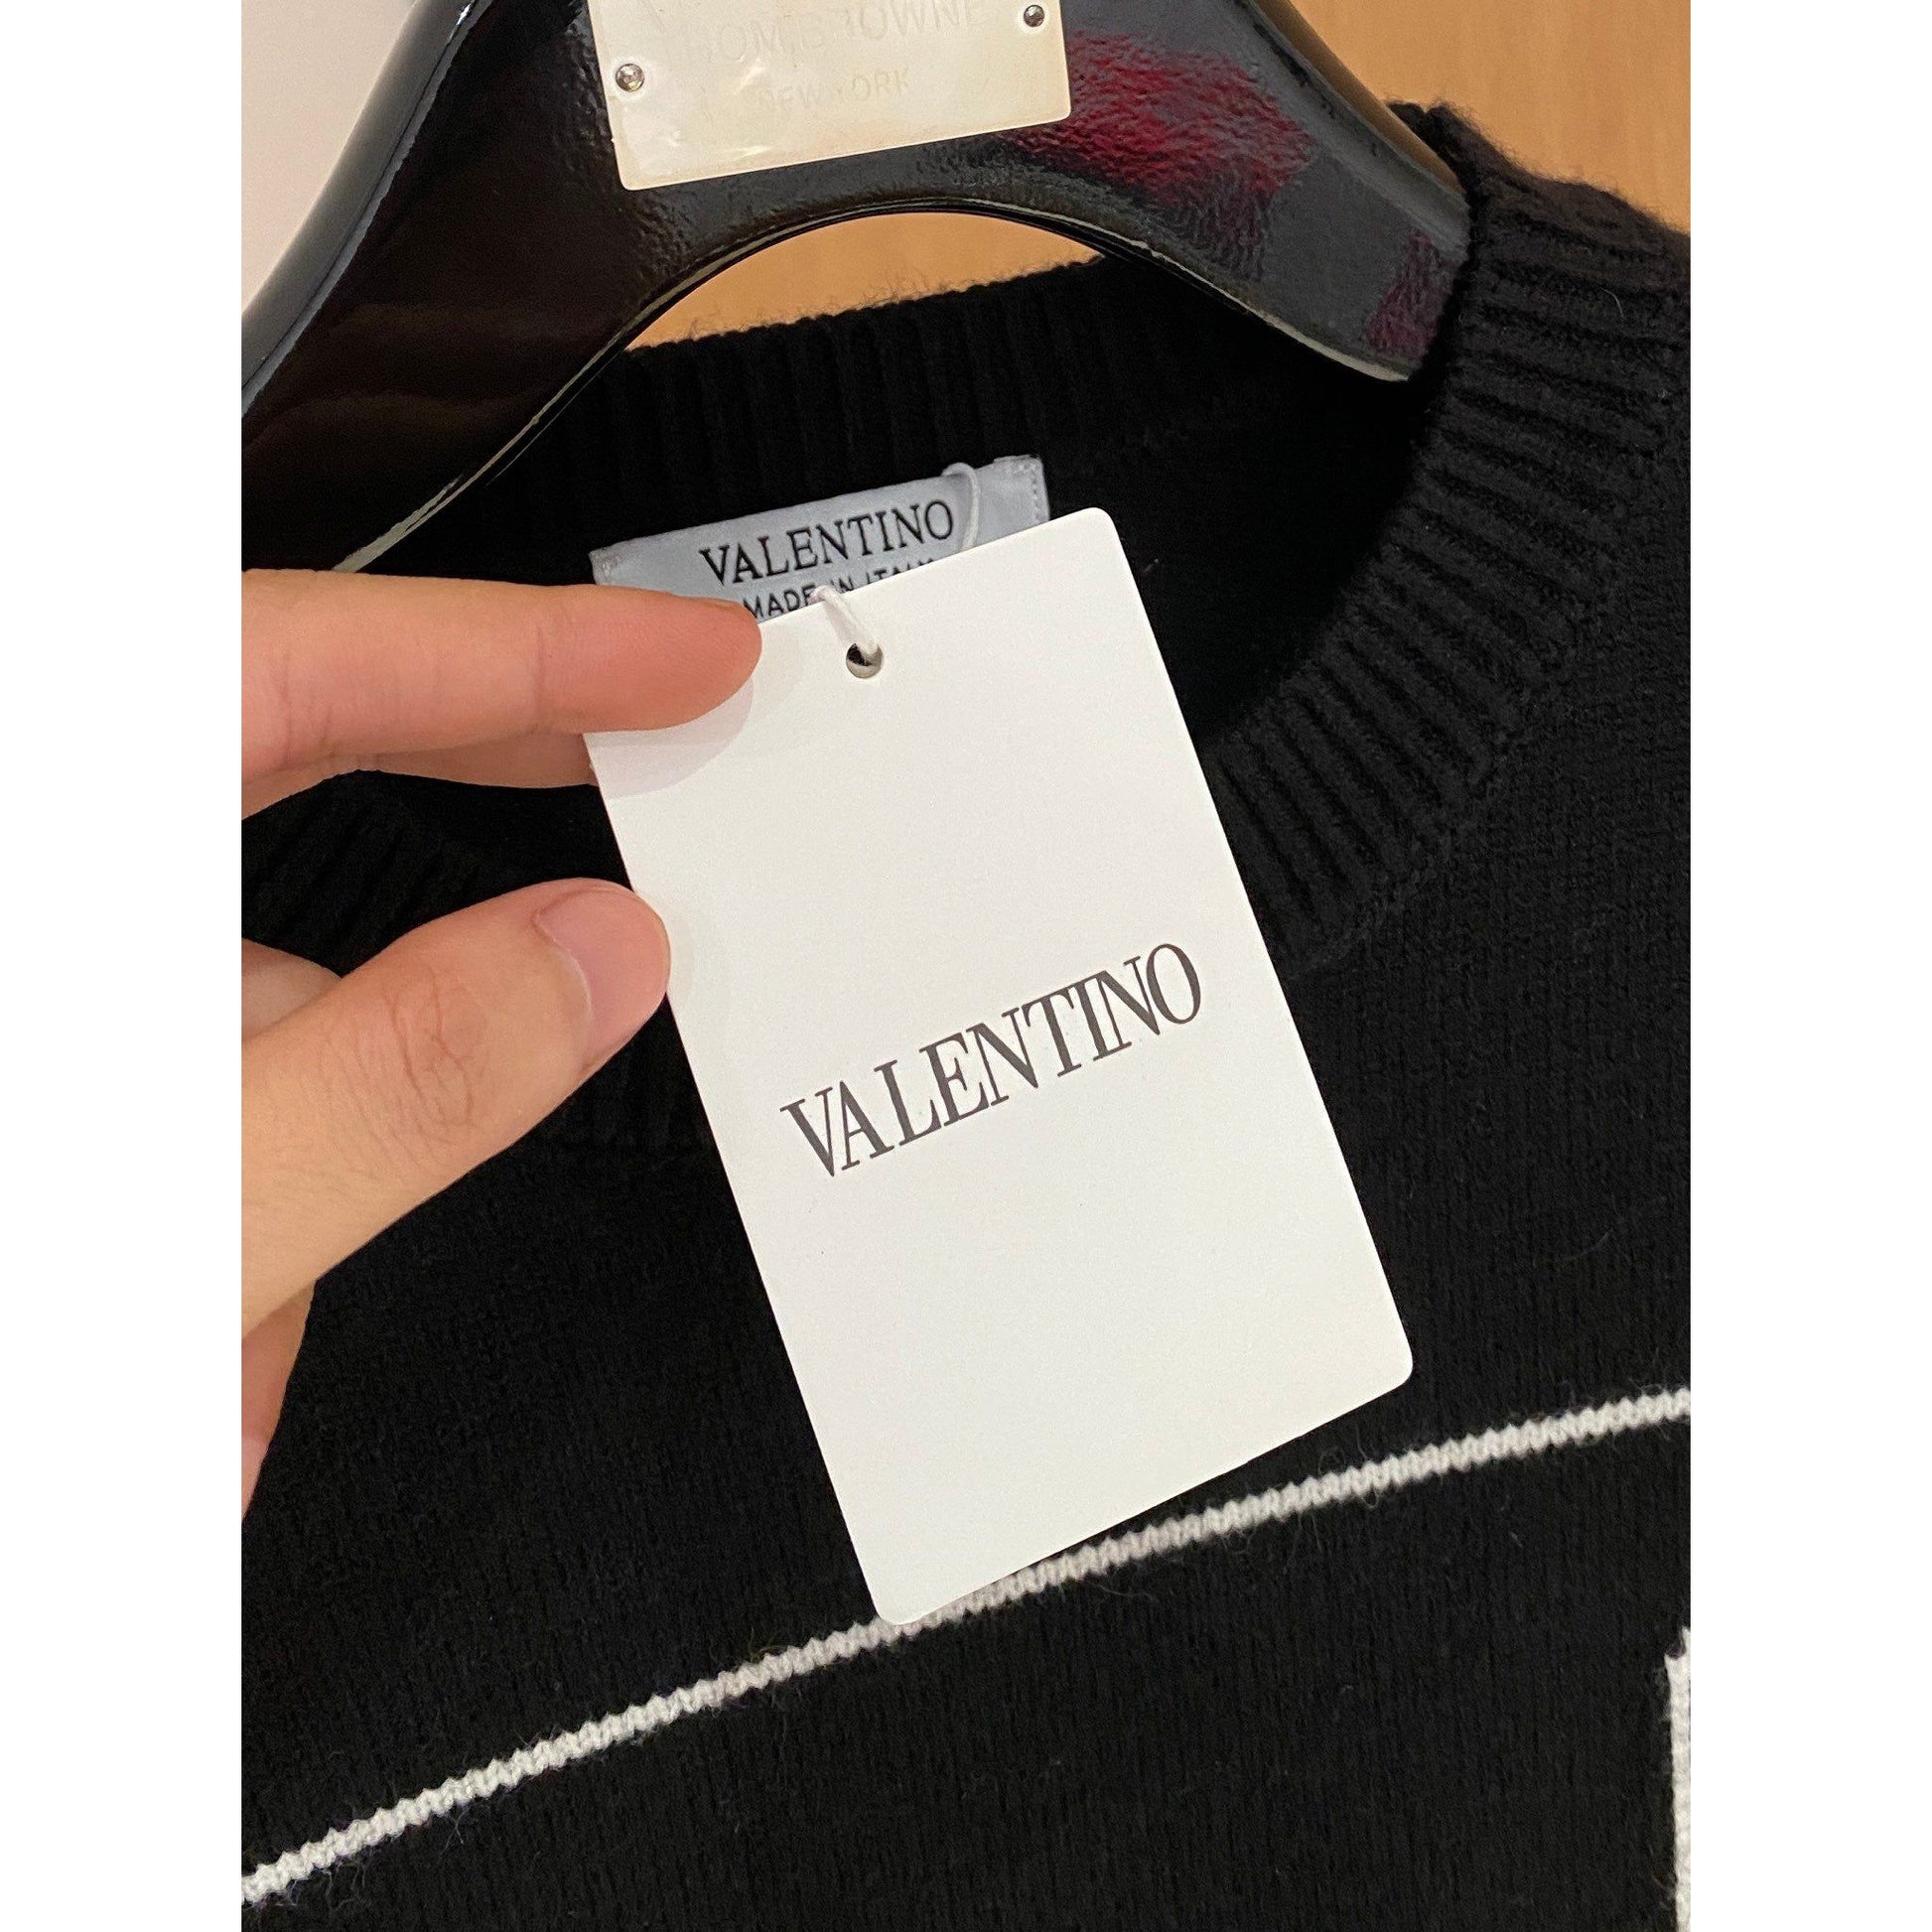 THOM BROWNE
NEW YORK
VALENTINO
MADE IN ITALY
VALENTINO